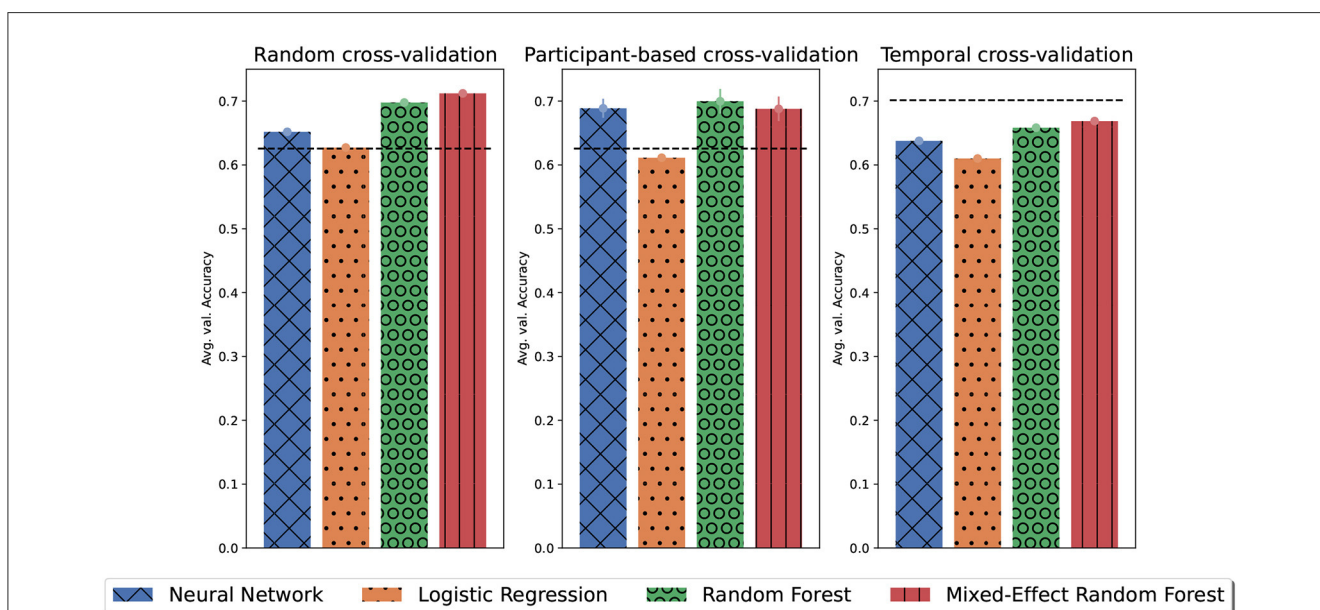 Random cross-validation
Participant-based cross-validation
Temporal cross-validation
Avg. val. Accuracy
0.7
0.6
0.5
0.4
0.3
0.2
0.1
0.0
Avg. val. Accuracy
0.7
0.6
0.5
0.4
0.3
0.2
0.1
0.0
Avg. val. Accuracy
0.7
0.6
0.5
0.4
0.3
0.2
0.1
0.0
Neural Network
Logistic Regression
Random Forest
Mixed-Effect Random Forest